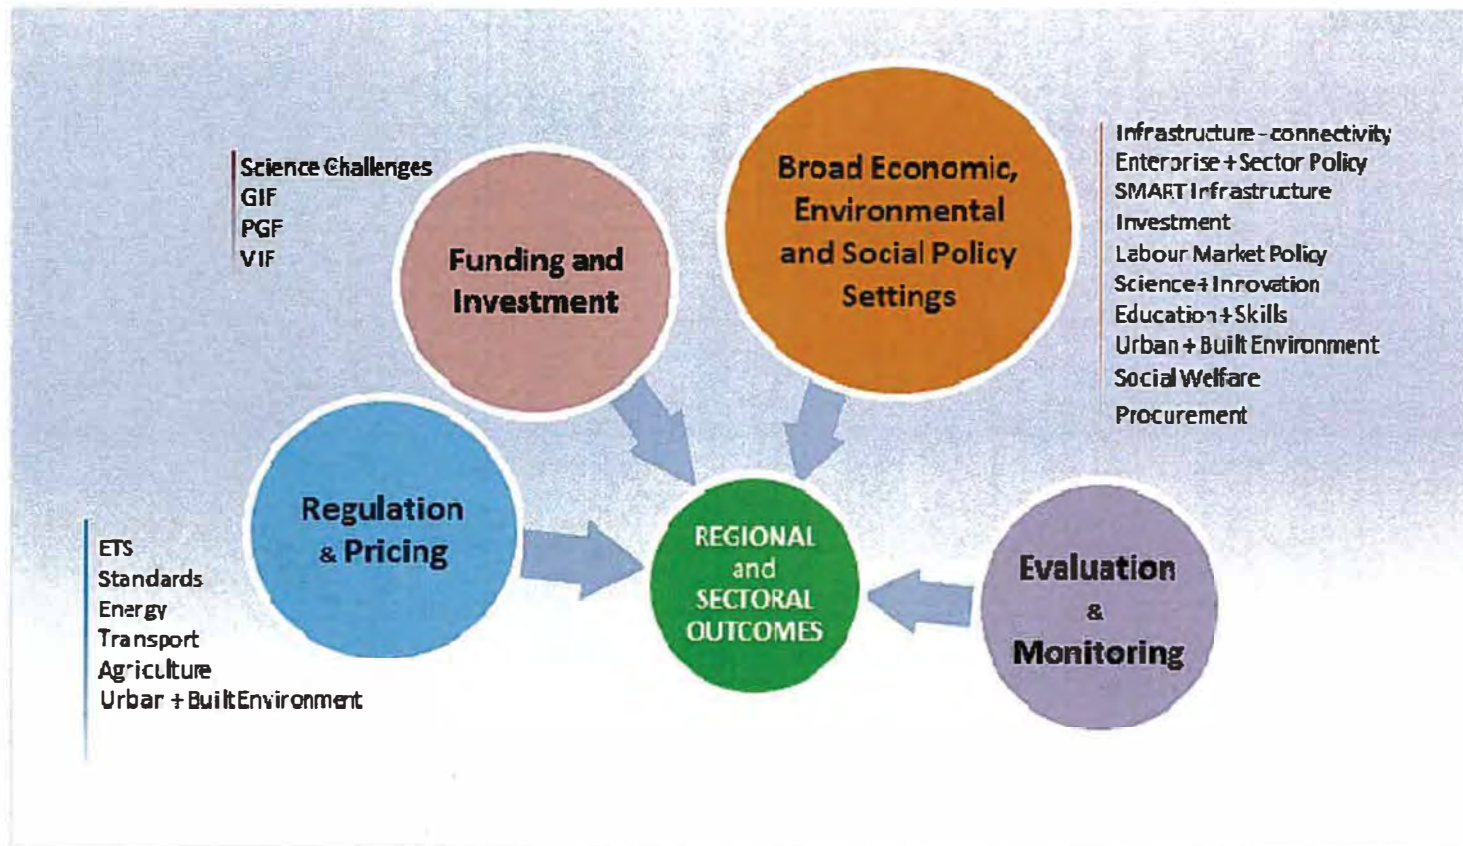 Science Challenges
GIF
PGF
VIF
Funding and
Investment
Broad Economic,
Environmental
and Social Policy
Settings
Infrastructure - connectivity
Enterprise + Sector Policy
SMART Infrastructure
Investment
Labour Market Policy
Science + Innovation
Education + Skills
Urban + Built Environment
Social Welfare
Procurement
Regulation
& Pricing
ETS
Standards
Energy
Transport
Agriculture
Urban + Built Environment
REGIONAL
and
SECTORAL
OUTCOMES
Evaluation
&
Monitoring